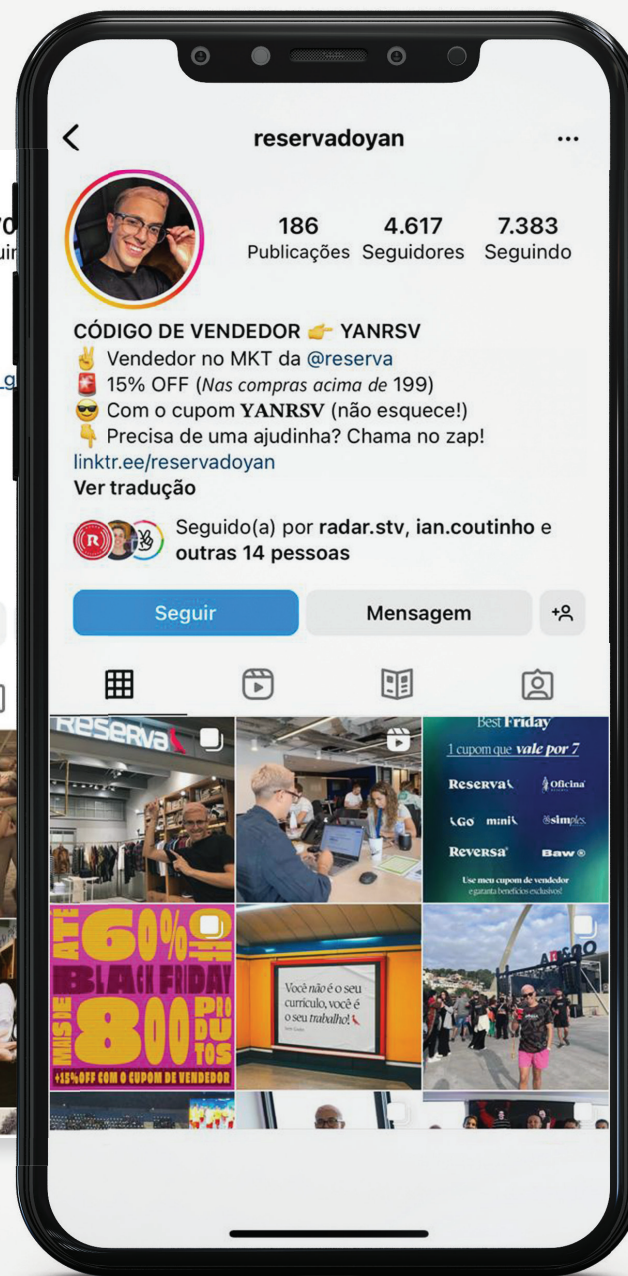 reservadoyan
186 4.617 7.383
Publicações Seguidores Seguindo
CÓDIGO DE VENDEDOR 👉 YANRSV
✌️ Vendedor no MKT da @reserva
🚨 15% OFF (Nas compras acima de 199)
😎 Com o cupom YANRSV (não esquece!)
👇 Precisa de uma ajudinha? Chama no zap!
linktr.ee/reservadoyan
Ver tradução
Seguido(a) por radar.stv, ian.coutinho e
outras 14 pessoas
Seguir Mensagem
Reserva
Best Friday
1 cupom que vale por 7
Reserva Oficina
Go mini simples.
Reversa Baw
Use meu cupom de vendedor
e garanta benefícios exclusivos!
ATÉ 60% OFF
BLACK FRIDAY
MAIS DE 800 PRODUTOS
+15%OFF COM O CUPOM DE VENDEDOR
Você não é o seu
currículo, você é
o seu trabalho!